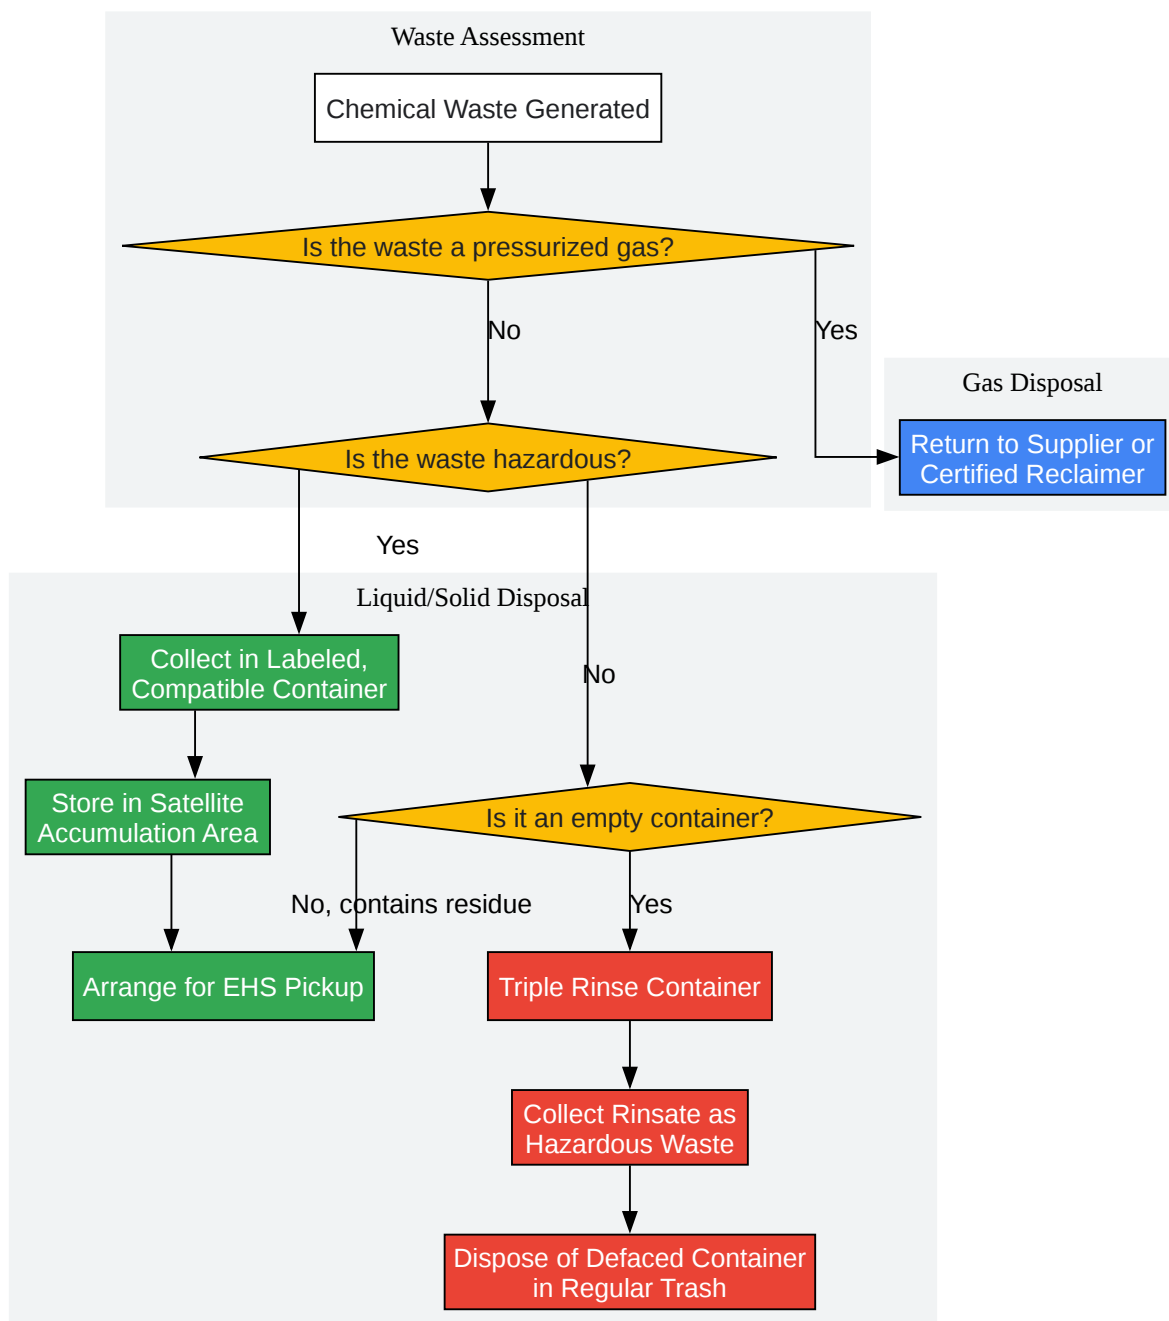 Waste Assessment
Chemical Waste Generated
Is the waste a pressurized gas?
No
Yes
Gas Disposal
Return to Supplier or
Certified Reclaimer
Is the waste hazardous?
Yes
Liquid/Solid Disposal
Collect in Labeled,
Compatible Container
No
Store in Satellite
Accumulation Area
Is it an empty container?
No, contains residue
Yes
Arrange for EHS Pickup
Triple Rinse Container
Collect Rinsate as
Hazardous Waste
Dispose of Defaced Container
in Regular Trash